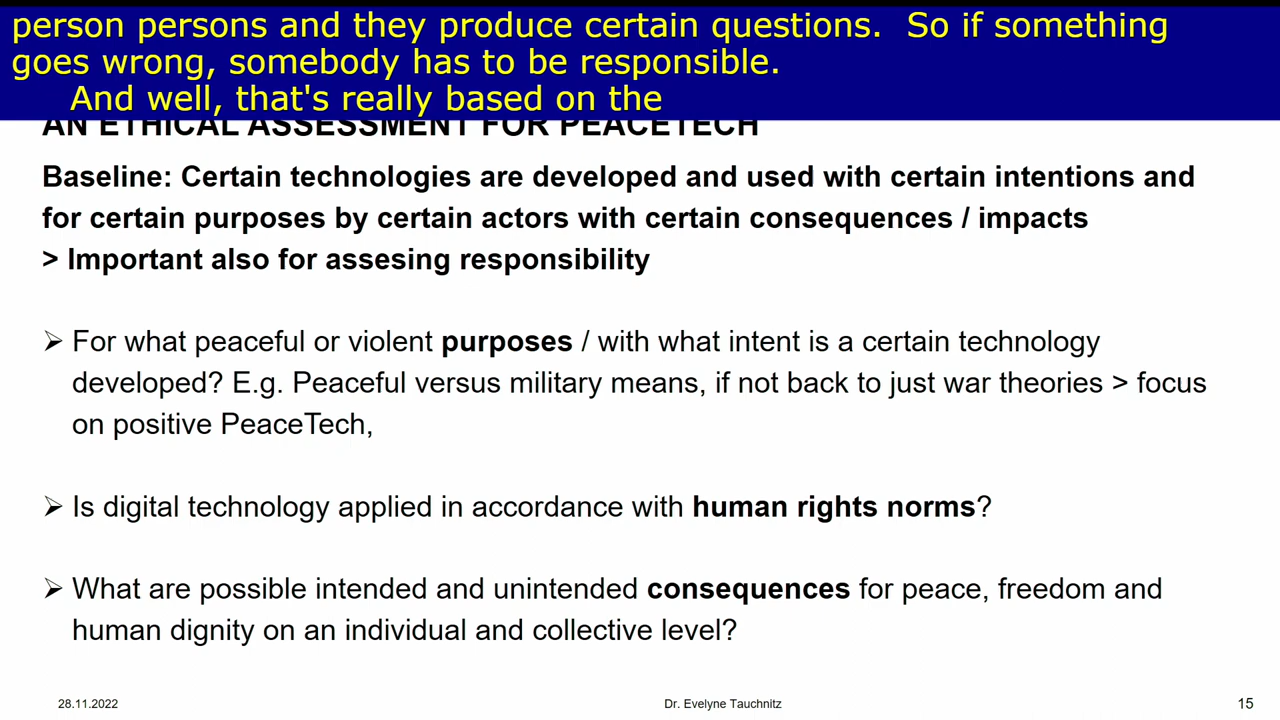 person persons and they produce certain questions.  So if something
goes wrong, somebody has to be responsible.
And well, that's really based on the
AN ETHICAL ASSESSMENT FOR PEACETECH
Baseline: Certain technologies are developed and used with certain intentions and
for certain purposes by certain actors with certain consequences / impacts
> Important also for assesing responsibility
➢ For what peaceful or violent purposes / with what intent is a certain technology
developed? E.g. Peaceful versus military means, if not back to just war theories > focus
on positive PeaceTech,
➢ Is digital technology applied in accordance with human rights norms?
➢ What are possible intended and unintended consequences for peace, freedom and
human dignity on an individual and collective level?
28.11.2022 Dr. Evelyne Tauchnitz 15